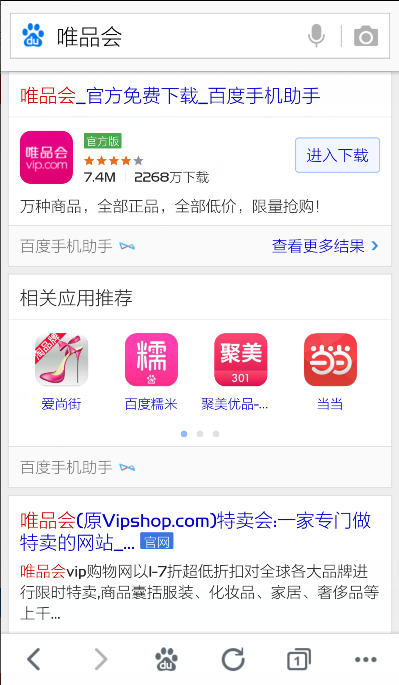 du 唯品会
唯品会_官方免费下载_百度手机助手
唯品会
vip.com
官方版
7.4M 2268万下载
进入下载
万种商品，全部正品，全部低价，限量抢购！
百度手机助手 查看更多结果
相关应用推荐
淘品牌 糯 聚美 301 当当
爱尚街 百度糯米 聚美优品-... 当当
百度手机助手
唯品会(原Vipshop.com)特卖会:一家专门做
特卖的网站_... 官网
唯品会vip购物网以1-7折超低折扣对全球各大品牌进
行限时特卖,商品囊括服装、化妆品、家居、奢侈品等
上千...
du 1